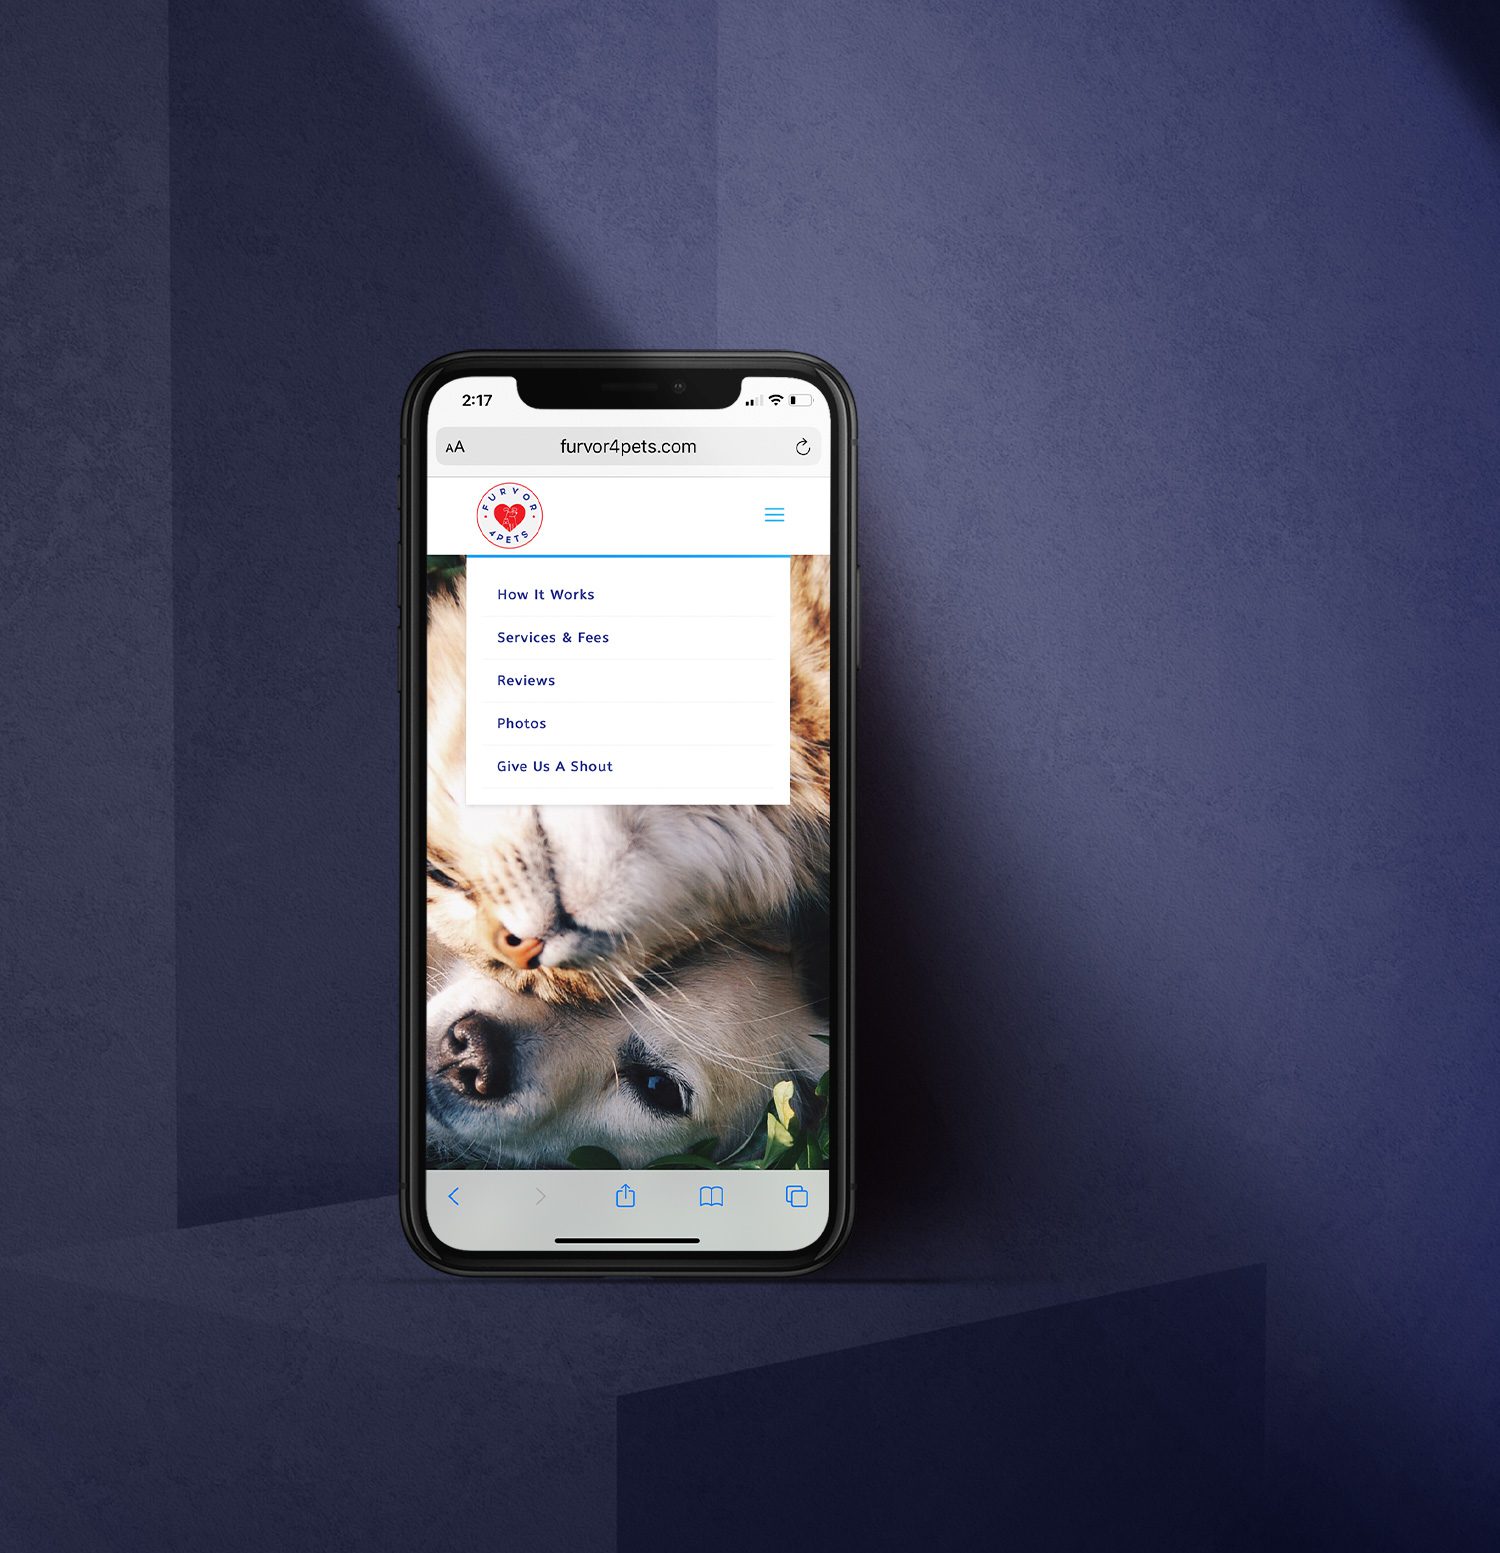 2:17
AA
furvor4pets.com
FURVOR
4PETS
How It Works
Services & Fees
Reviews
Photos
Give Us A Shout